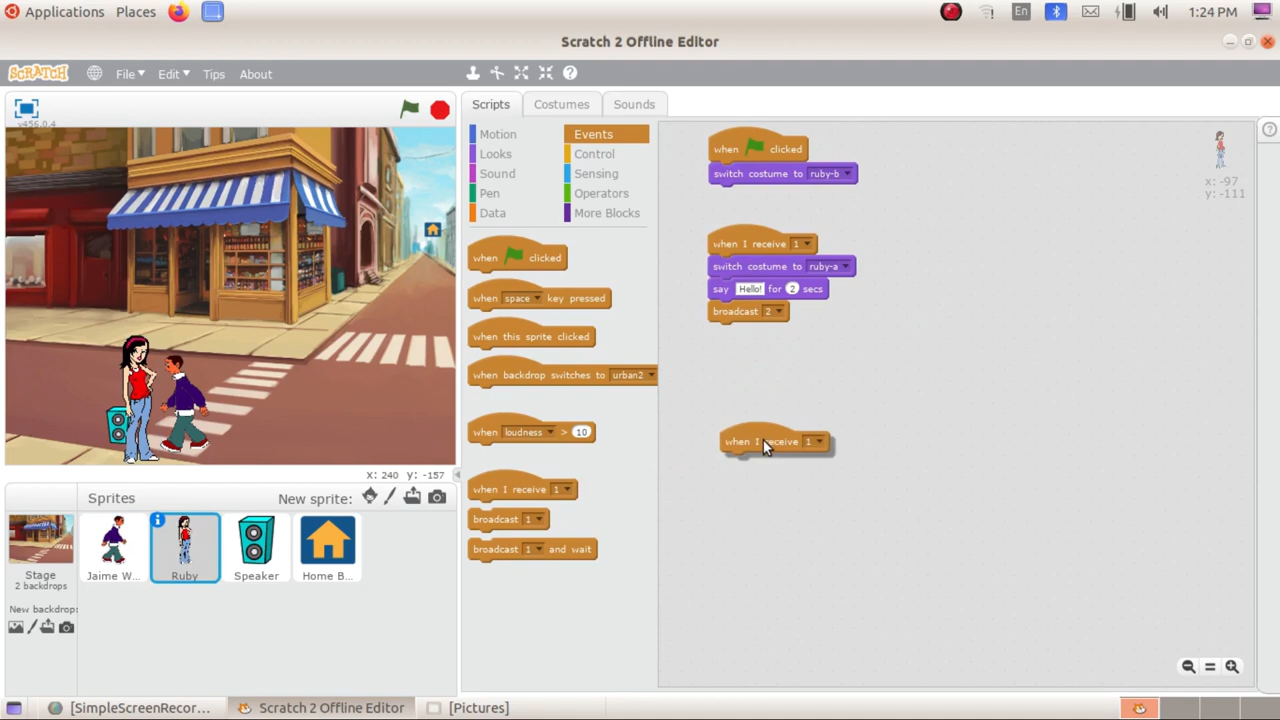 Applications Places En 1:24 PM
Scratch 2 Offline Editor
SCRATCH File Edit Tips About
v456.0.4
Scripts Costumes Sounds
Motion Events
Looks Control
Sound Sensing
Pen Operators
Data More Blocks
when clicked
when space key pressed
when this sprite clicked
when backdrop switches to urban2
when loudness > 10
when I receive 1
broadcast 1
broadcast 1 and wait
when clicked
switch costume to ruby-b
when I receive 1
switch costume to ruby-a
say Hello! for 2 secs
broadcast 2
when I receive 1
x: -97
y: -111
x: 240 y: -157
Sprites New sprite:
Stage
2 backdrops
New backdrop:
Jaime W... Ruby Speaker Home B...
[SimpleScreenRecor... Scratch 2 Offline Editor [Pictures]